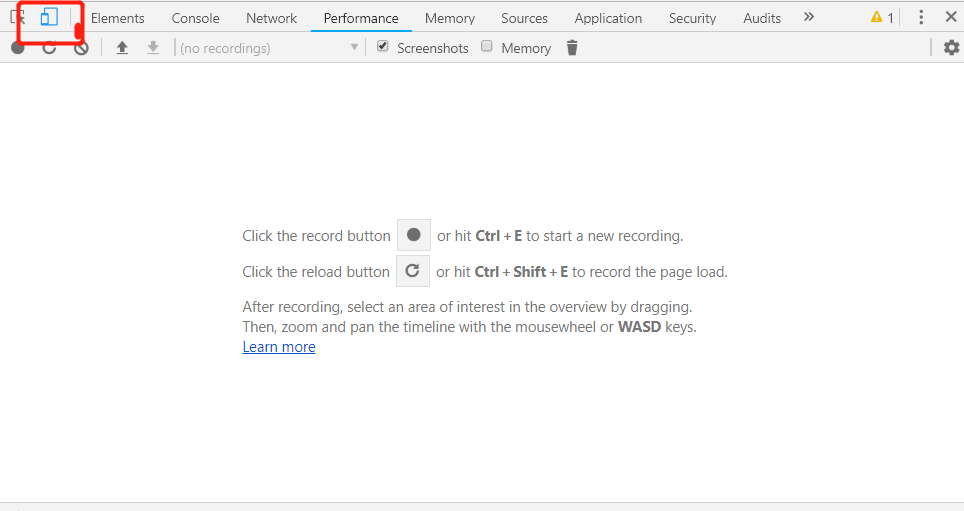 Elements Console Network Performance Memory Sources Application Security Audits » 1
(no recordings) Screenshots Memory
Click the record button or hit Ctrl + E to start a new recording.
Click the reload button or hit Ctrl + Shift + E to record the page load.
After recording, select an area of interest in the overview by dragging.
Then, zoom and pan the timeline with the mousewheel or WASD keys.
Learn more